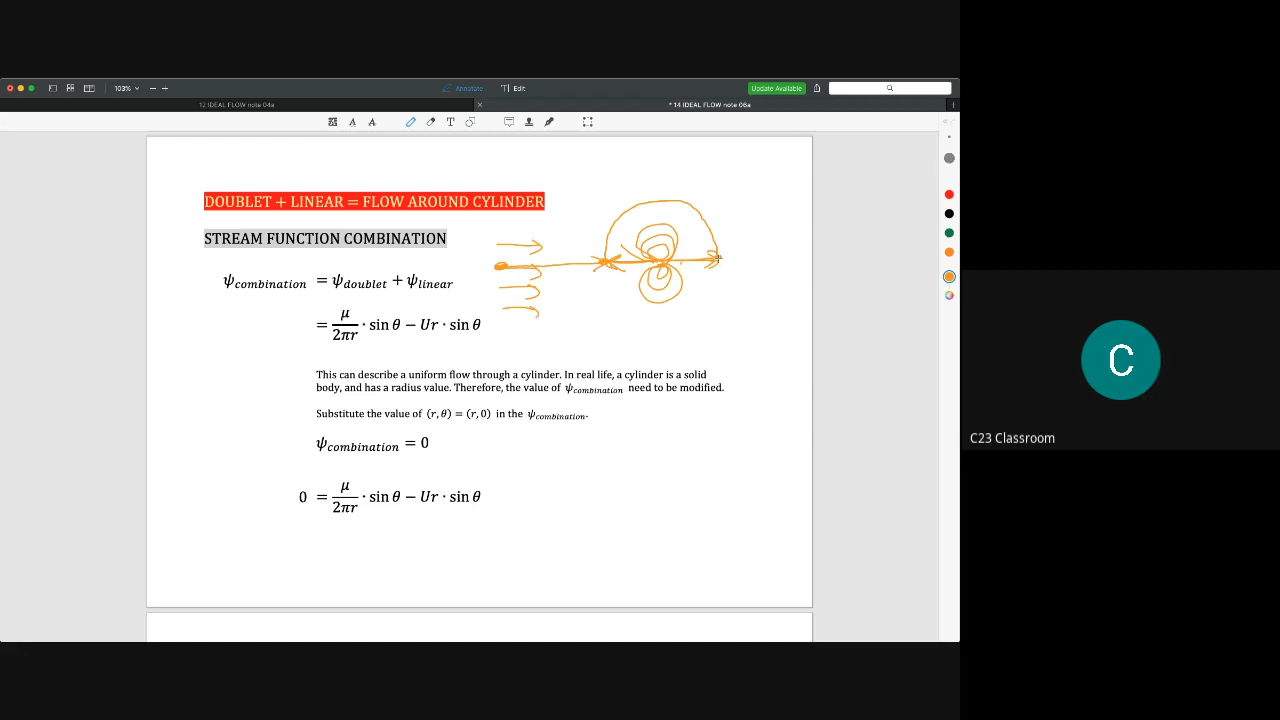 103%
Annotate
Edit
Update Available
12 IDEAL FLOW note 04a
* 14 IDEAL FLOW note 06a
DOUBLET + LINEAR = FLOW AROUND CYLINDER
STREAM FUNCTION COMBINATION
ψcombination = ψdoublet + ψlinear
= μ/2πr · sin θ − Ur · sin θ
This can describe a uniform flow through a cylinder. In real life, a cylinder is a solid
body, and has a radius value. Therefore, the value of ψcombination need to be modified.
Substitute the value of (r, θ) = (r, 0) in the ψcombination.
ψcombination = 0
0 = μ/2πr · sin θ − Ur · sin θ
C
C23 Classroom